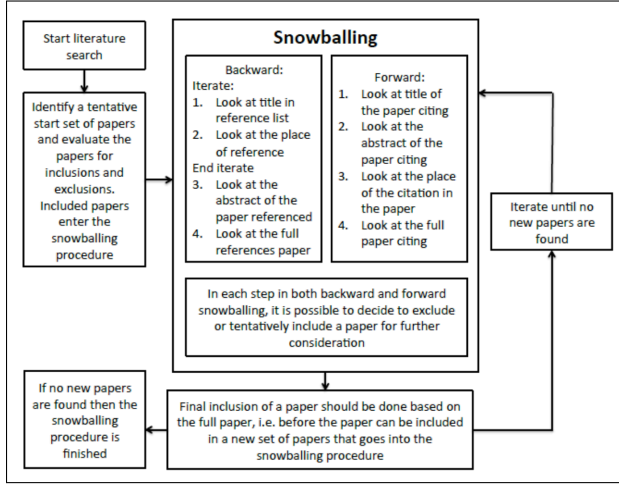 Start literature
search
Identify a tentative
start set of papers
and evaluate the
papers for
inclusions and
exclusions.
Included papers
enter the
snowballing
procedure
Snowballing
Backward:
Iterate:
1. Look at title in
reference list
2. Look at the place
of reference
End iterate
3. Look at the
abstract of the
paper referenced
4. Look at the full
references paper
Forward:
1. Look at title of
the paper citing
2. Look at the
abstract of the
paper citing
3. Look at the place
of the citation in
the paper
4. Look at the full
paper citing
In each step in both backward and forward
snowballing, it is possible to decide to exclude
or tentatively include a paper for further
consideration
Iterate until no
new papers are
found
If no new papers
are found then the
snowballing
procedure is
finished
Final inclusion of a paper should be done based on
the full paper, i.e. before the paper can be included
in a new set of papers that goes into the
snowballing procedure